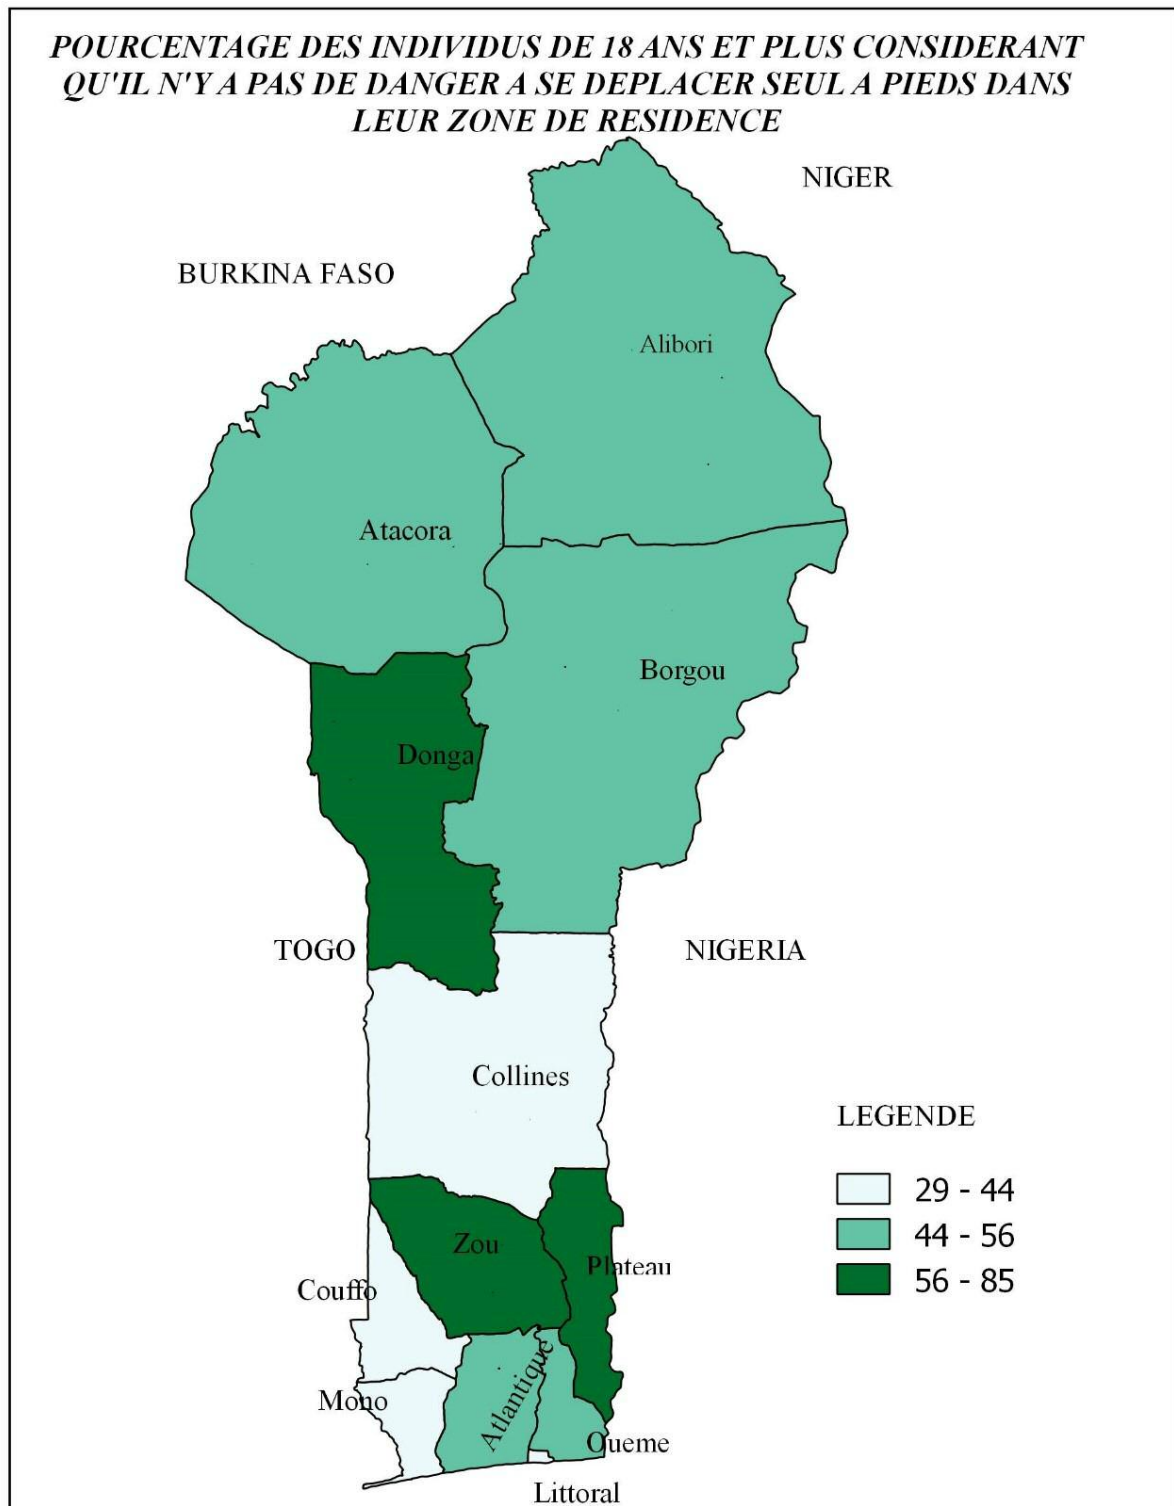 POURCENTAGE DES INDIVIDUS DE 18 ANS ET PLUS CONSIDERANT
QU'IL N'Y A PAS DE DANGER A SE DEPLACER SEUL A PIEDS DANS
LEUR ZONE DE RESIDENCE
NIGER
BURKINA FASO
Alibori
Atacora
Borgou
Donga
TOGO
NIGERIA
Collines
LEGENDE
29 - 44
44 - 56
56 - 85
Zou
Plateau
Couffo
Mono
Atlantique
Oueme
Littoral